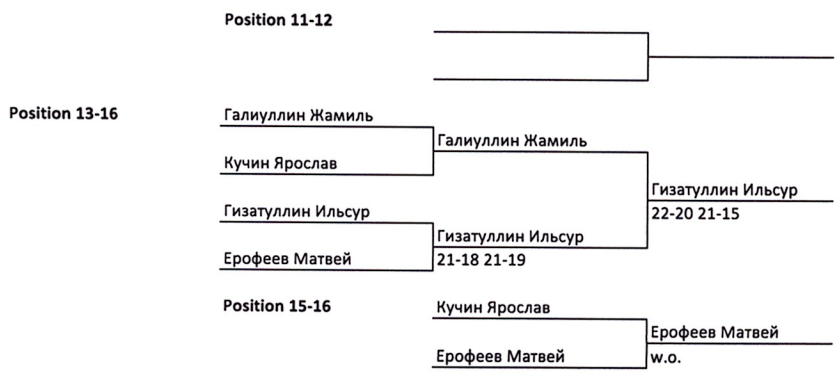 Position 11-12
Position 13-16
Галиуллин Жамиль
Галиуллин Жамиль
Кучин Ярослав
Гизатуллин Ильсур
22-20 21-15
Гизатуллин Ильсур
Гизатуллин Ильсур
21-18 21-19
Ерофеев Матвей
Position 15-16
Кучин Ярослав
Ерофеев Матвей
w.o.
Ерофеев Матвей